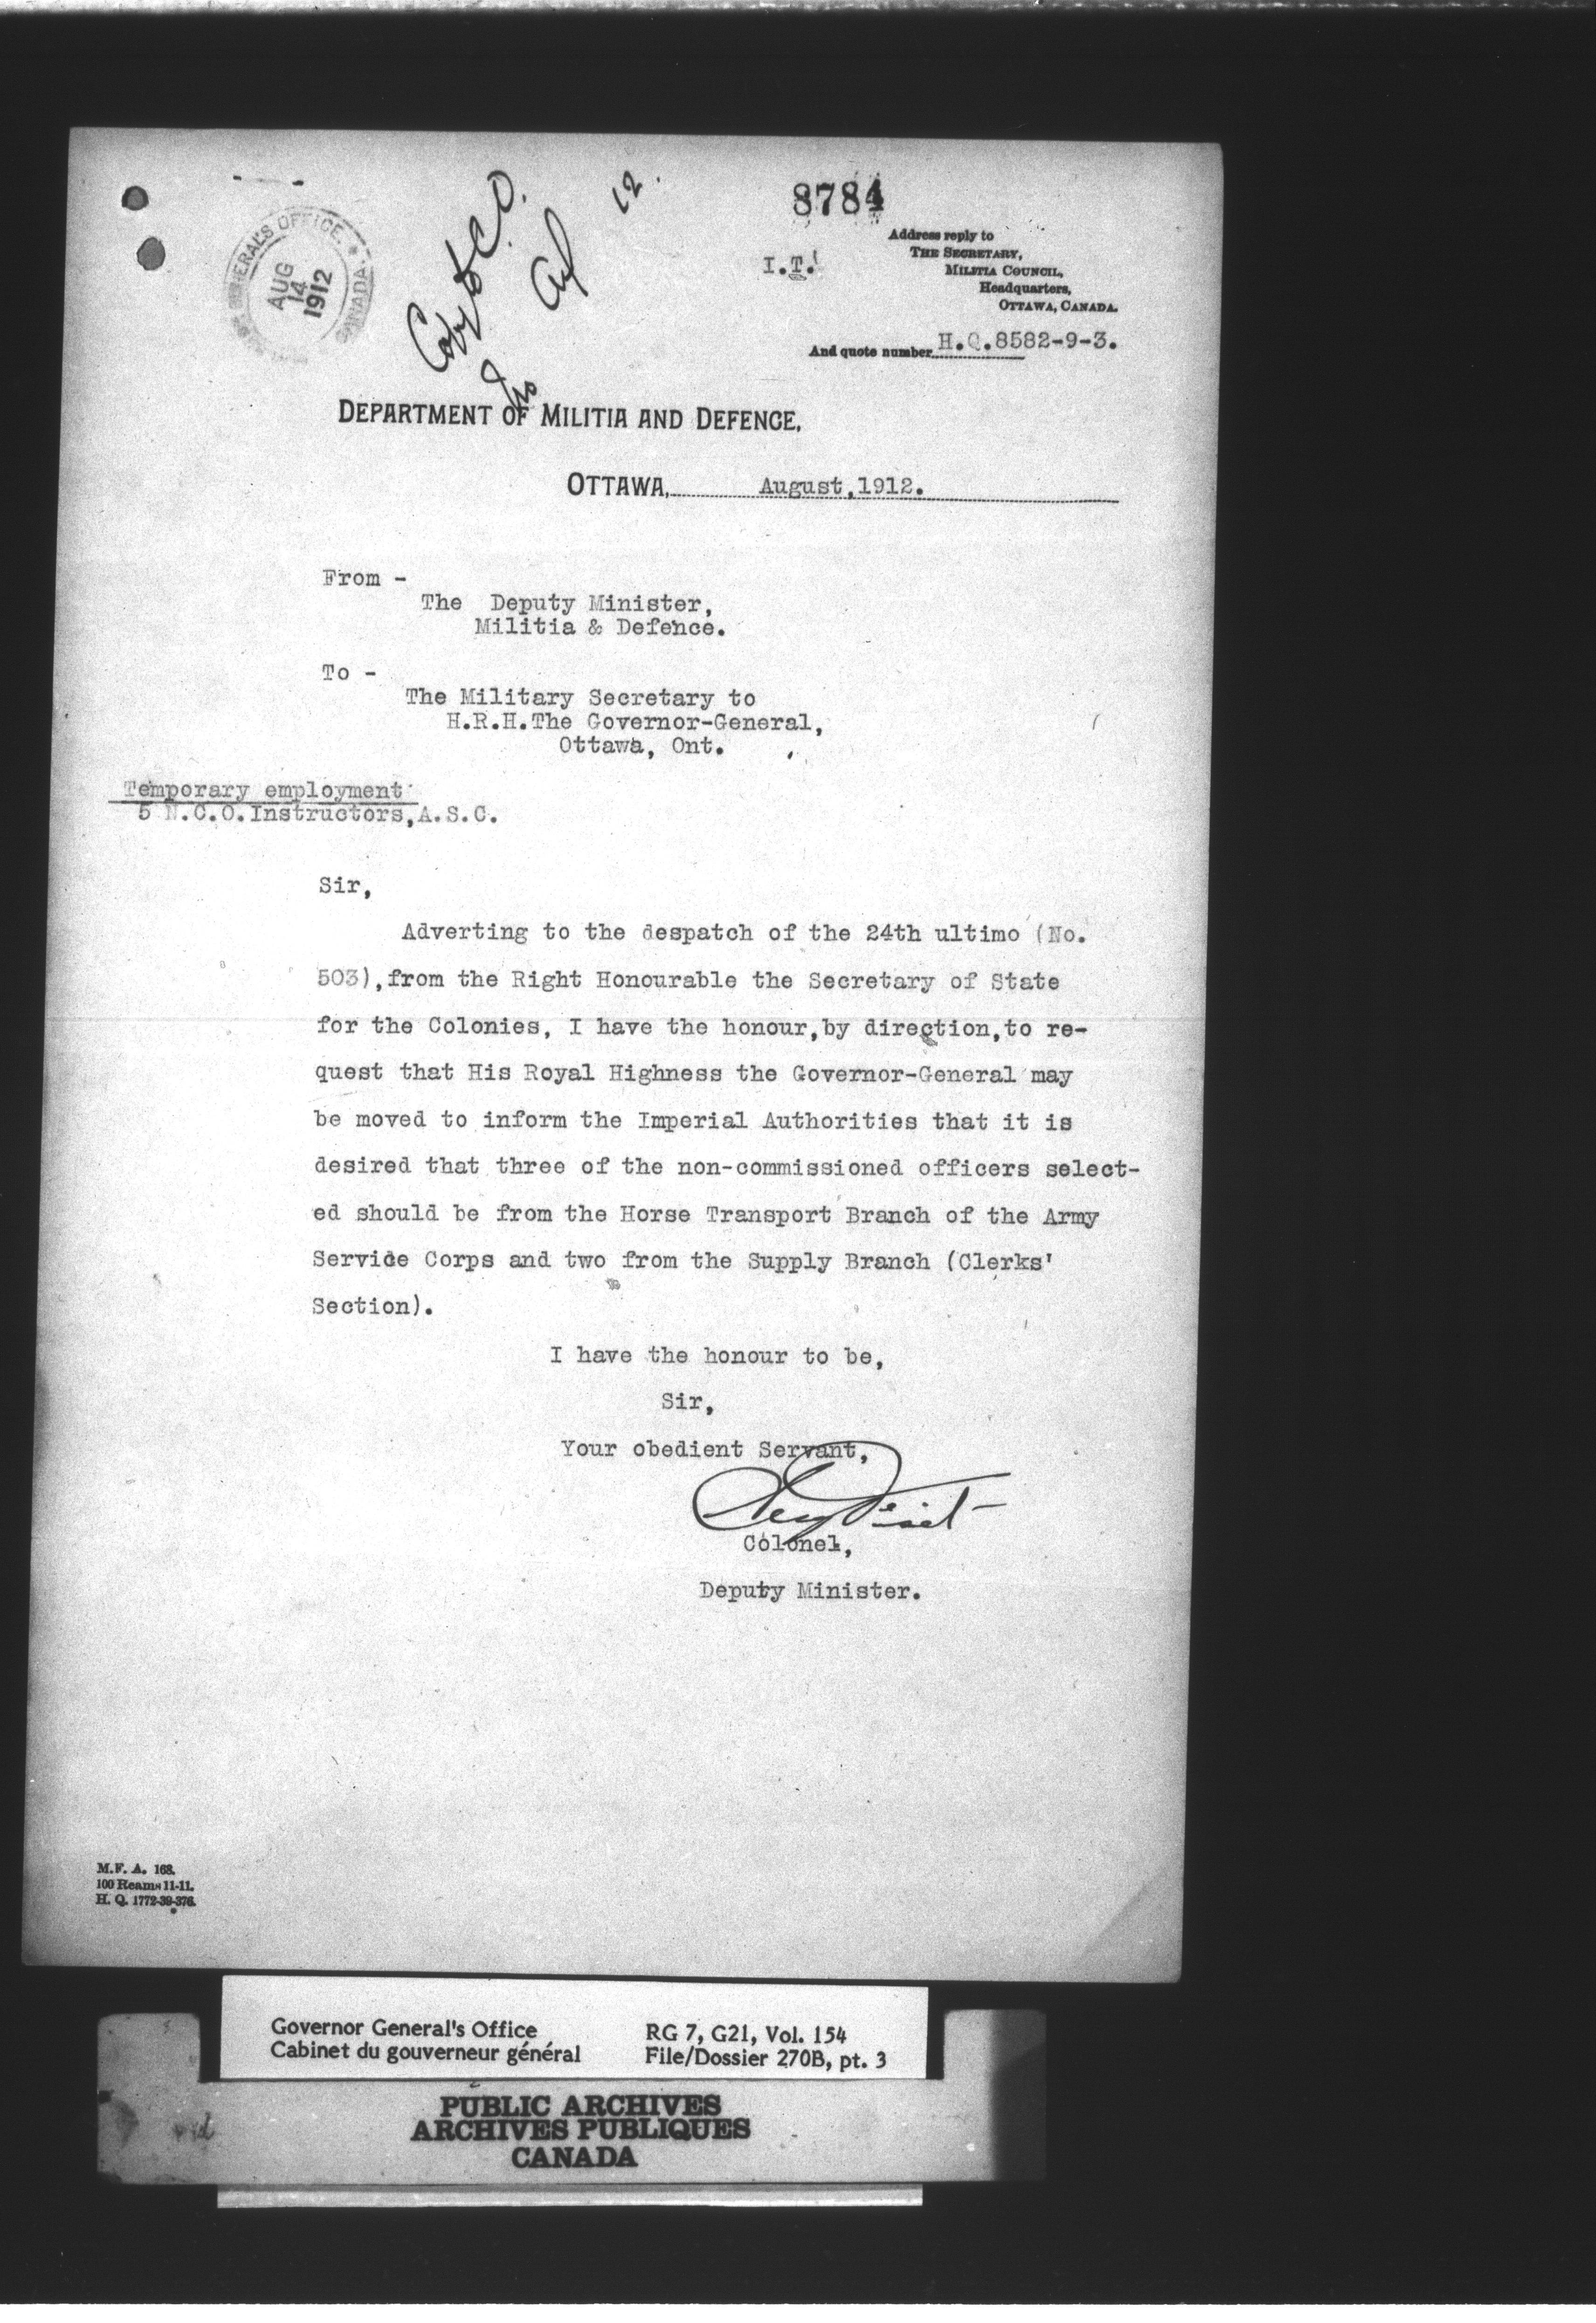 8784
I.T.
Address reply to
THE SECRETARY,
MILITIA COUNCIL,
Headquarters,
OTTAWA, CANADA.
And quote number H.Q.8582-9-3.
GENERAL'S OFFICE.
CANADA
AUG
14
1912
Copy to C.O.
12.
DEPARTMENT OF MILITIA AND DEFENCE.
OTTAWA, August,1912.
From -
The Deputy Minister,
Militia & Defence.
To -
The Military Secretary to
H.R.H.The Governor-General,
Ottawa, Ont.
Temporary employment
5 N.C.O.Instructors,A.S.C.
Sir,
Adverting to the despatch of the 24th ultimo (No.
503),from the Right Honourable the Secretary of State
for the Colonies, I have the honour,by direction,to re-
quest that His Royal Highness the Governor-General may
be moved to inform the Imperial Authorities that it is
desired that three of the non-commissioned officers select-
ed should be from the Horse Transport Branch of the Army
Service Corps and two from the Supply Branch (Clerks'
Section).
I have the honour to be,
Sir,
Your obedient Servant,
Colonel,
Deputy Minister.
M.F. A. 168.
100 Reams 11-11.
H. Q. 1772-39-376.
Governor General's Office
Cabinet du gouverneur général
RG 7, G21, Vol. 154
File/Dossier 270B, pt. 3
PUBLIC ARCHIVES
ARCHIVES PUBLIQUES
CANADA